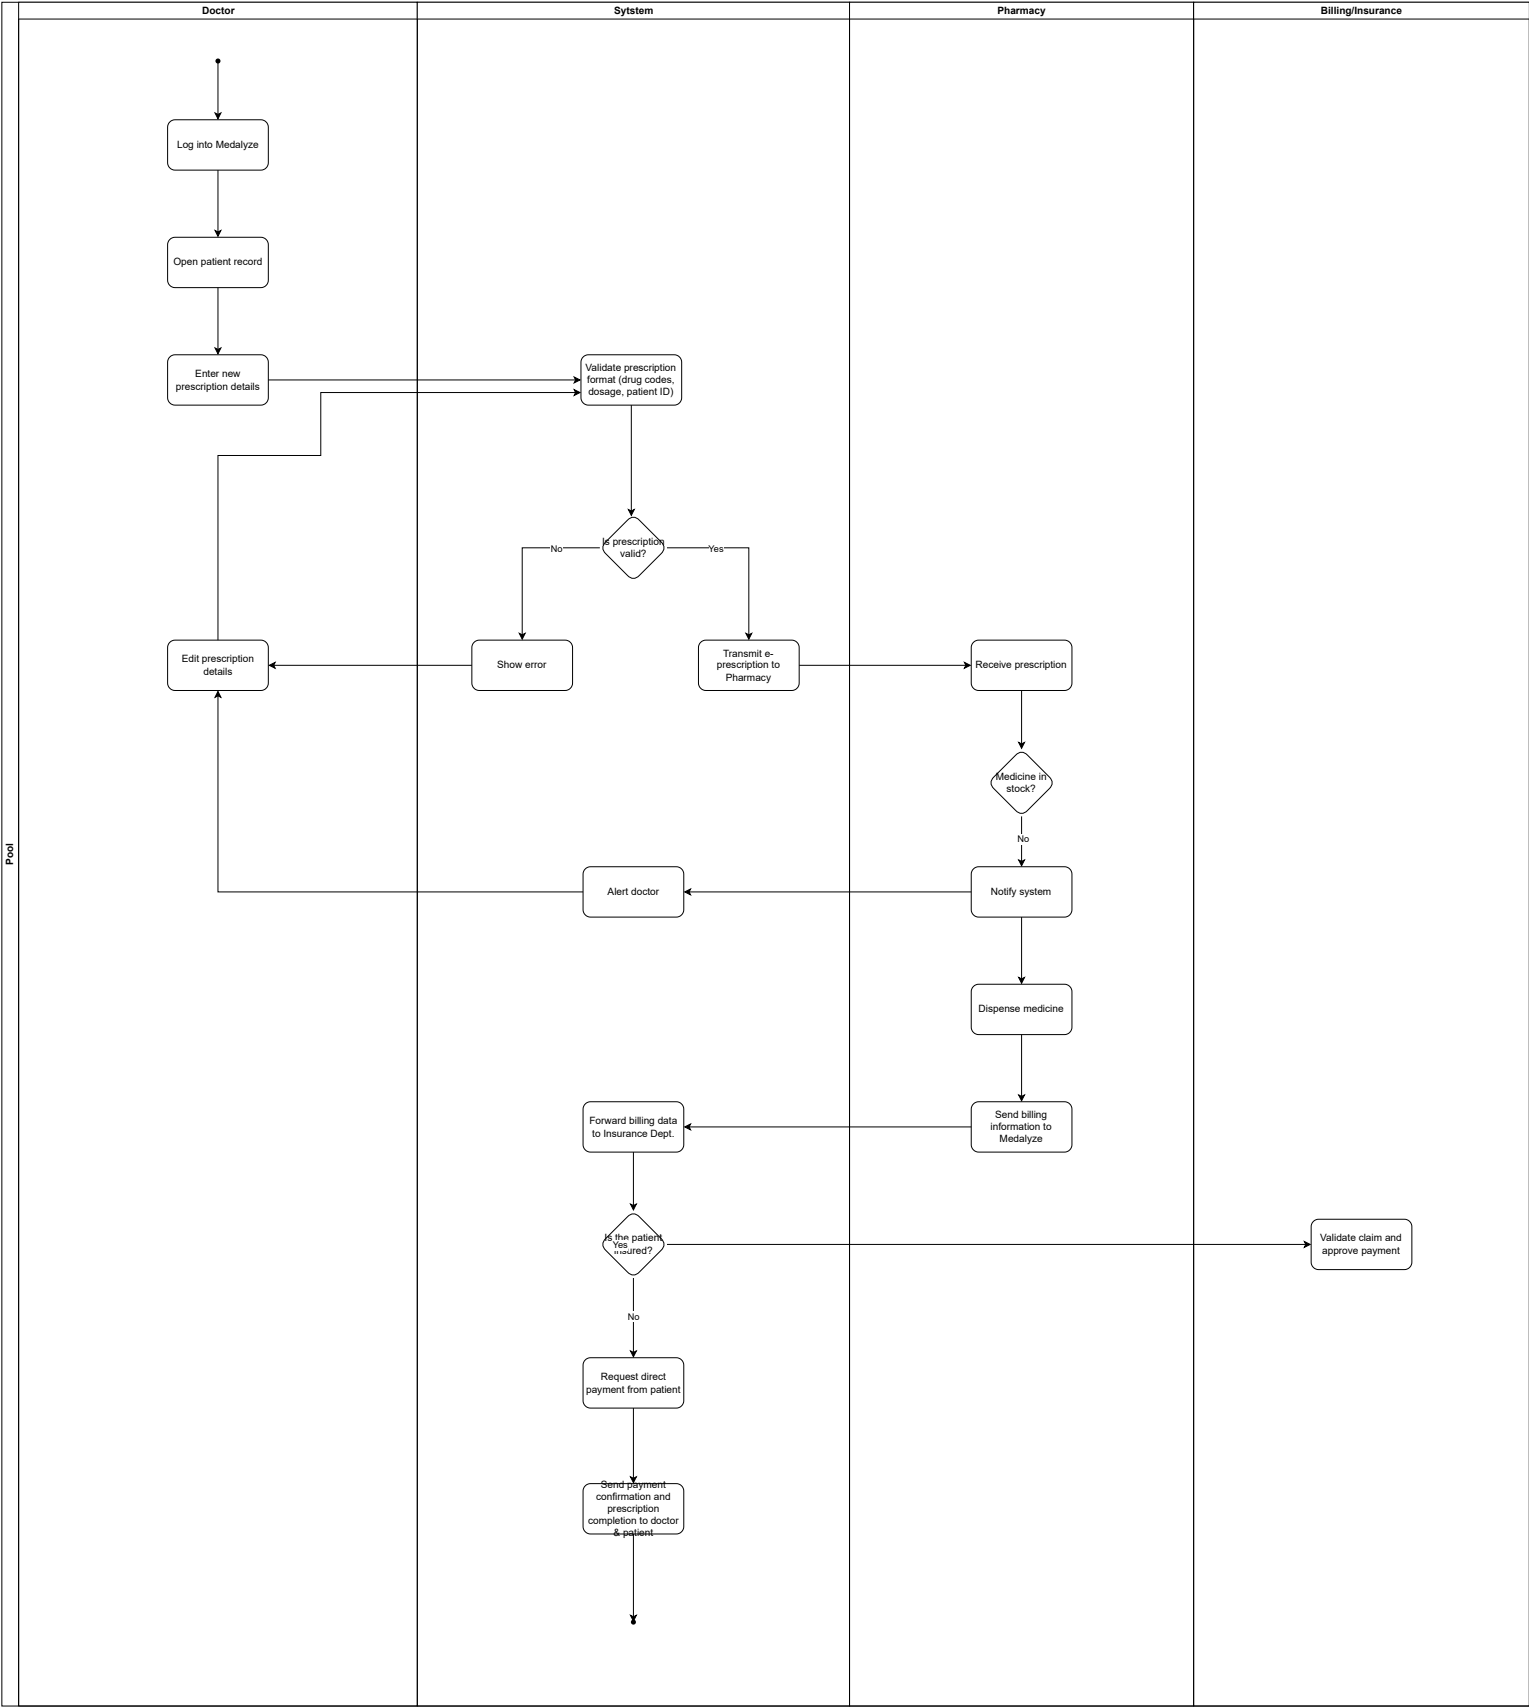 Doctor
Sytstem
Pharmacy
Billing/Insurance
Pool
Log into Medalyze
Open patient record
Enter new
prescription details
Validate prescription
format (drug codes,
dosage, patient ID)
Is prescription
valid?
No
Yes
Edit prescription
details
Show error
Transmit e-
prescription to
Pharmacy
Receive prescription
Medicine in
stock?
No
Alert doctor
Notify system
Dispense medicine
Forward billing data
to Insurance Dept.
Send billing
information to
Medalyze
Is the patient
insured?
Yes
Validate claim and
approve payment
No
Request direct
payment from patient
Send payment
confirmation and
prescription
completion to doctor
& patient